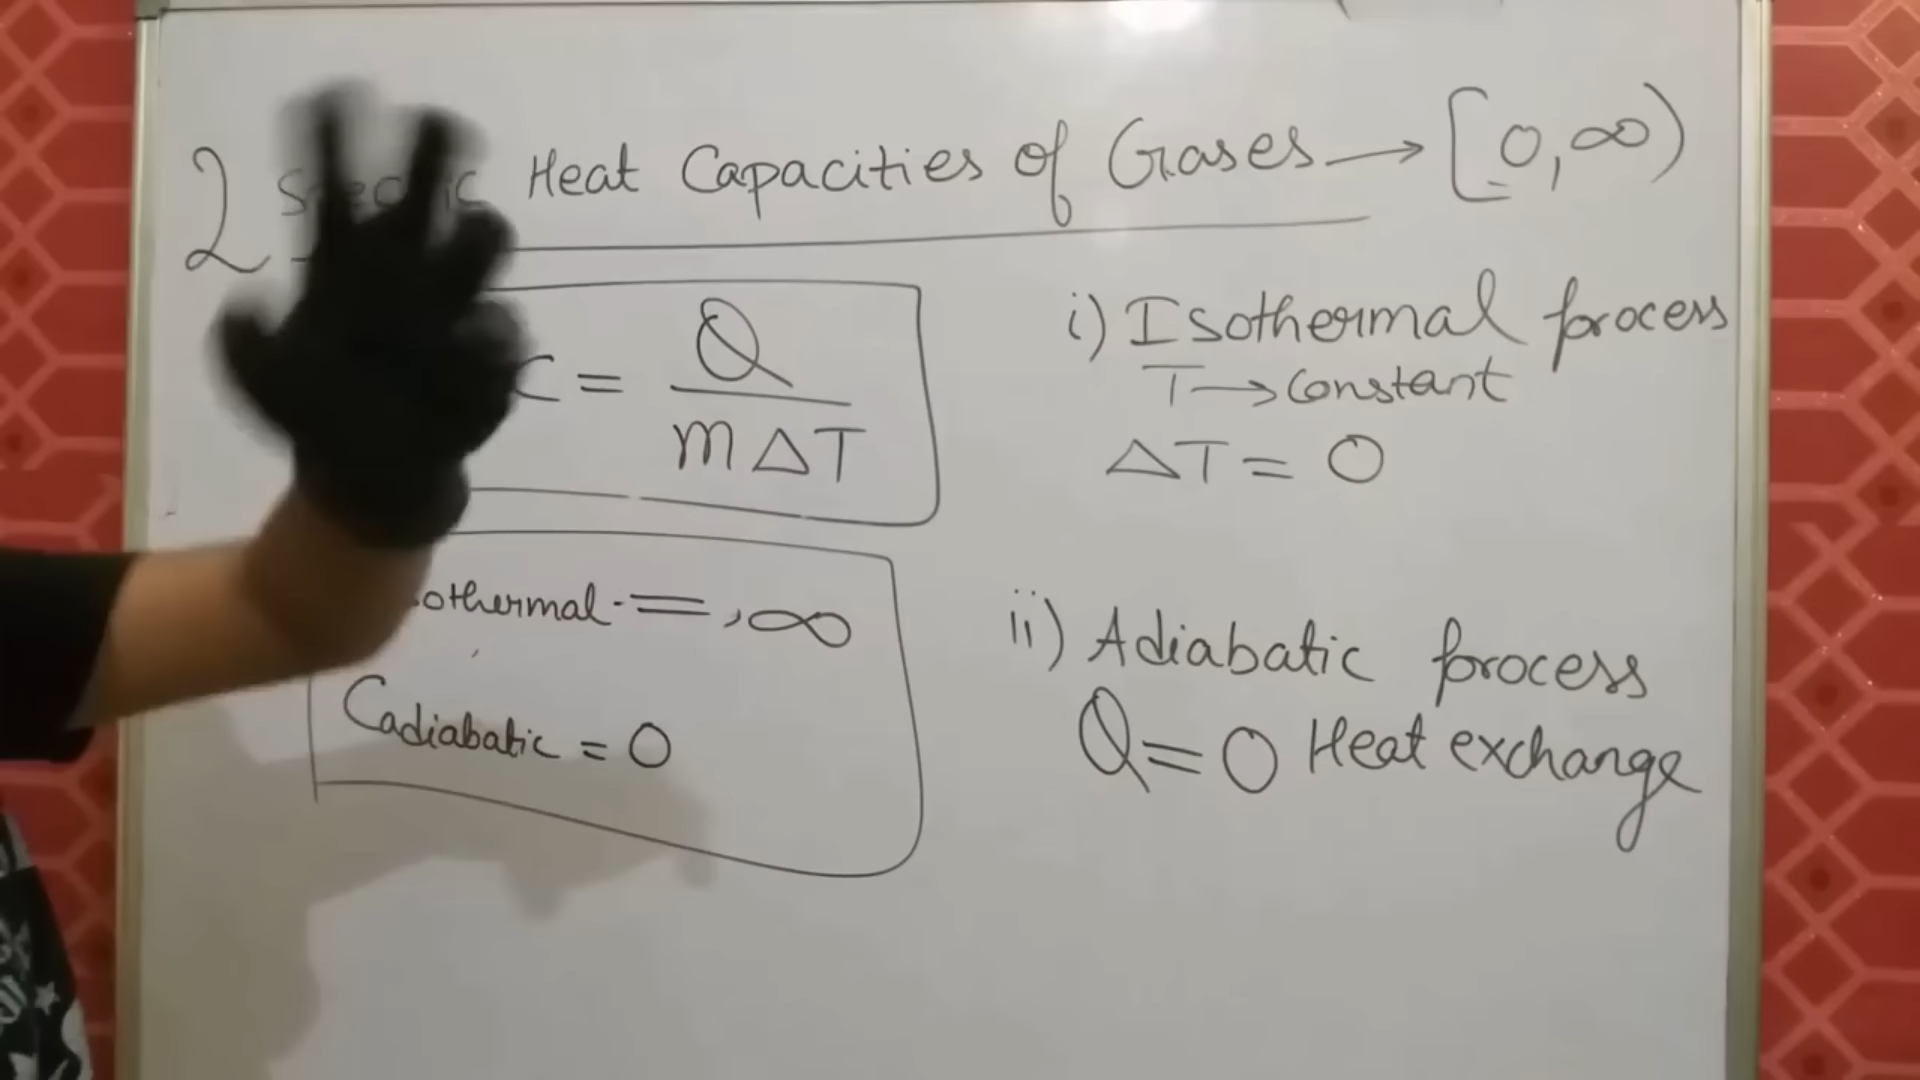 2 Specific Heat Capacities of Gases → [0, ∞)
C = Q / mΔT
i) Isothermal process
T → Constant
ΔT = 0
othermal = , ∞
Cadiabatic = 0
ii) Adiabatic process
Q = 0 Heat exchange